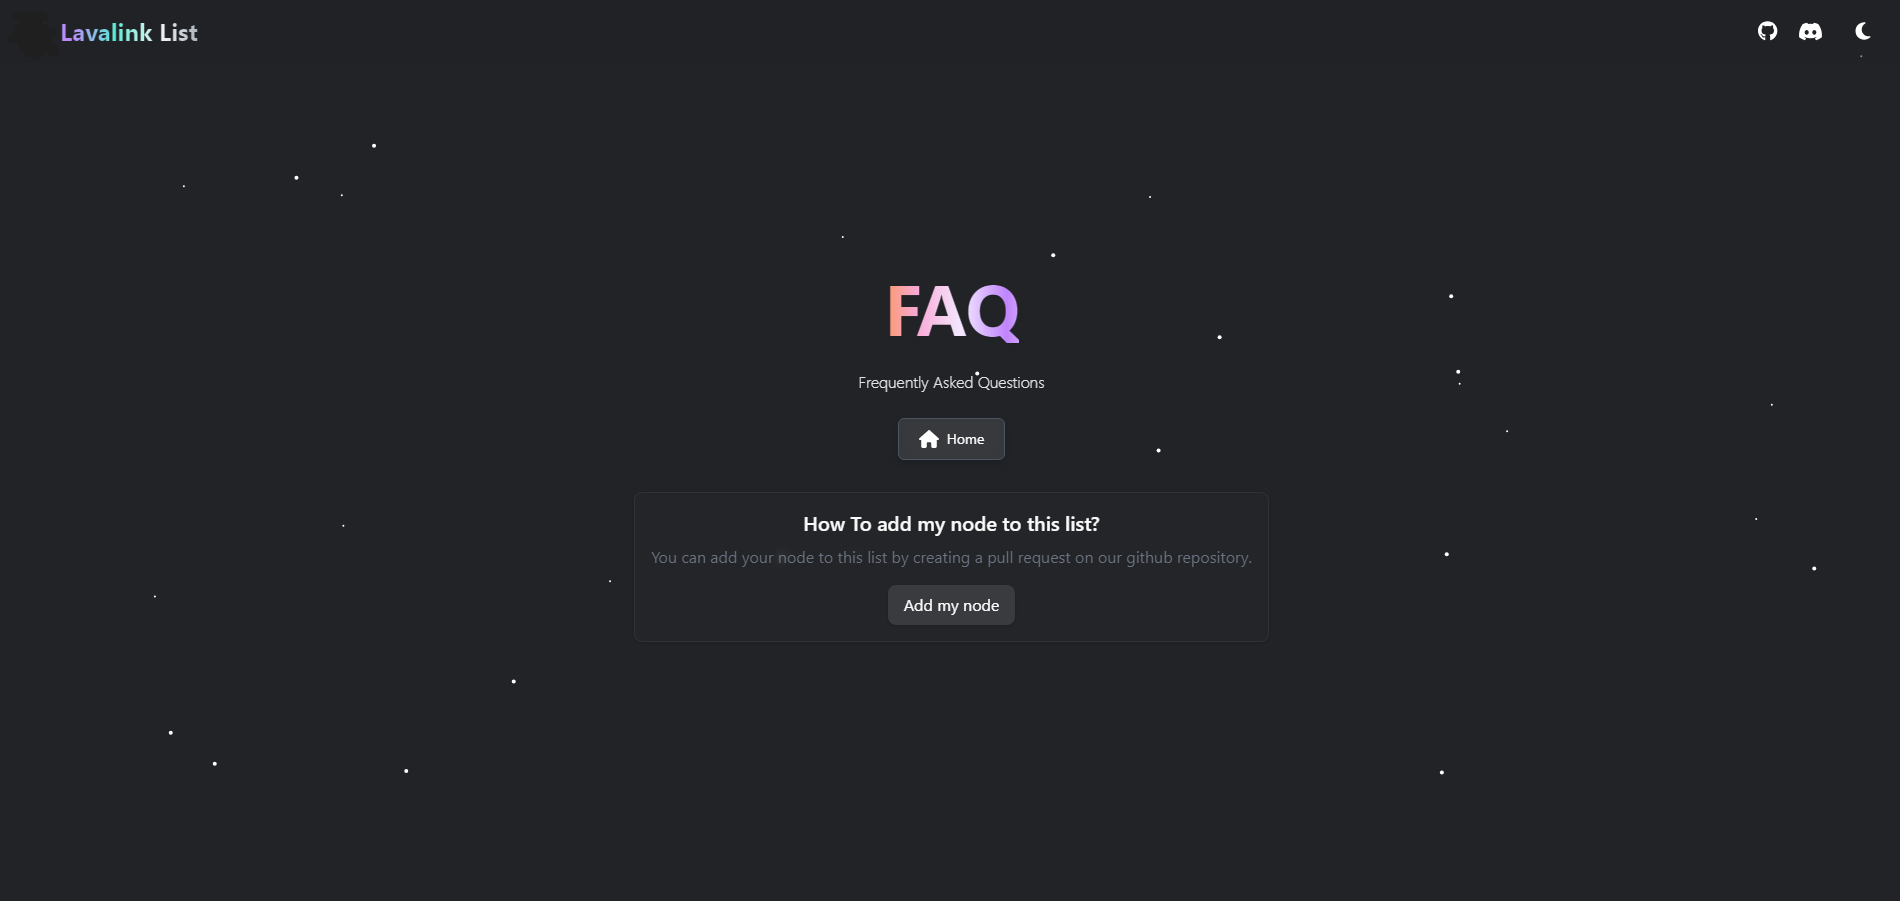 Lavalink List
FAQ
Frequently Asked Questions
Home
How To add my node to this list?
You can add your node to this list by creating a pull request on our github repository.
Add my node